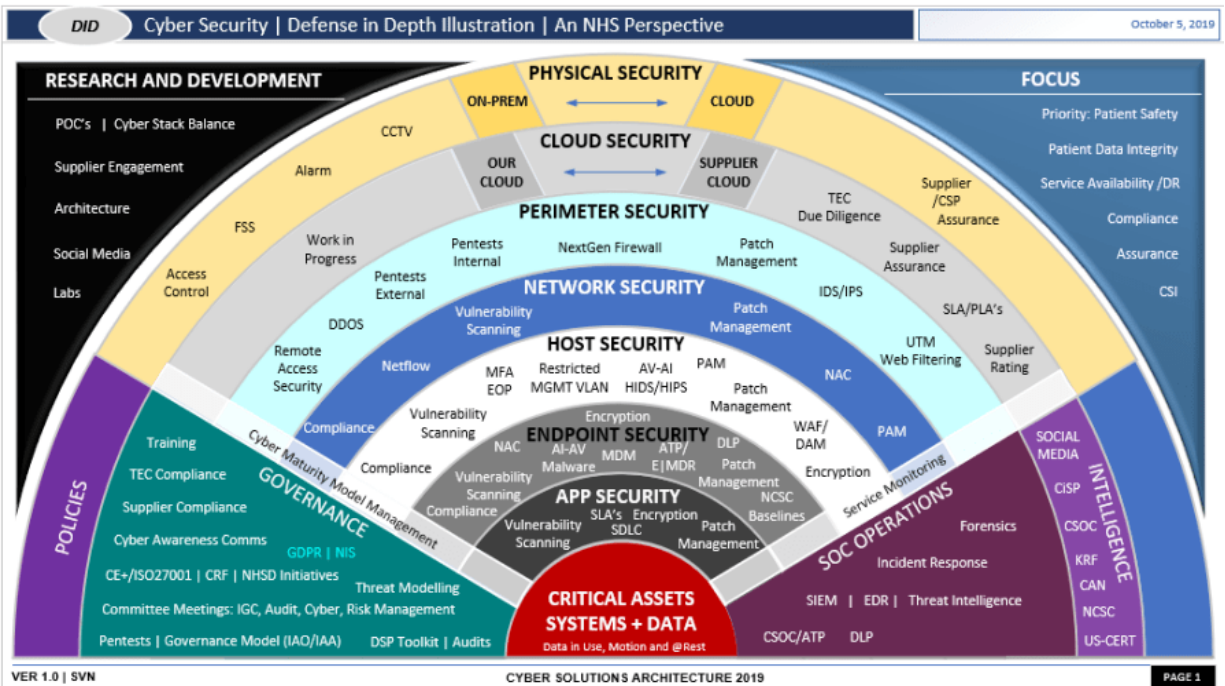 DID
Cyber Security | Defense in Depth Illustration | An NHS Perspective
October 5, 2019
RESEARCH AND DEVELOPMENT
POC's | Cyber Stack Balance
Supplier Engagement
Architecture
Social Media
Labs
FOCUS
Priority: Patient Safety
Patient Data Integrity
Service Availability /DR
Compliance
Assurance
CSI
PHYSICAL SECURITY
ON-PREM
CLOUD
CCTV
Alarm
FSS
Access
Control
Supplier
/CSP
Assurance
CLOUD SECURITY
OUR
CLOUD
SUPPLIER
CLOUD
Work in
Progress
TEC
Due Diligence
Supplier
Assurance
SLA/PLA's
Supplier
Rating
PERIMETER SECURITY
Pentests
Internal
NextGen Firewall
Patch
Management
Pentests
External
IDS/IPS
DDOS
UTM
Web Filtering
Remote
Access
Security
NETWORK SECURITY
Vulnerability
Scanning
Patch
Management
Netflow
NAC
Compliance
PAM
HOST SECURITY
MFA
EOP
Restricted
MGMT VLAN
AV-AI
HIDS/HIPS
PAM
Patch
Management
Vulnerability
Scanning
WAF/
DAM
Compliance
Encryption
Encryption
ENDPOINT SECURITY
NAC
AI-AV
Malware
MDM
ATP/
E|MDR
DLP
Patch
Management
Vulnerability
Scanning
Compliance
NCSC
Baselines
APP SECURITY
SLA's Encryption
SDLC
Vulnerability
Scanning
Patch
Management
CRITICAL ASSETS
SYSTEMS + DATA
Data in Use, Motion and @Rest
Cyber Maturity Model Management
Service Monitoring
POLICIES
GOVERNANCE
Training
TEC Compliance
Supplier Compliance
Cyber Awareness Comms
GDPR | NIS
CE+/ISO27001 | CRF | NHSD Initiatives
Threat Modelling
Committee Meetings: IGC, Audit, Cyber, Risk Management
Pentests | Governance Model (IAO/IAA)
DSP Toolkit | Audits
SOC OPERATIONS
Forensics
Incident Response
SIEM | EDR | Threat Intelligence
CSOC/ATP DLP
INTELLIGENCE
SOCIAL
MEDIA
CiSP
CSOC
KRF
CAN
NCSC
US-CERT
VER 1.0 | SVN
CYBER SOLUTIONS ARCHITECTURE 2019
PAGE 1